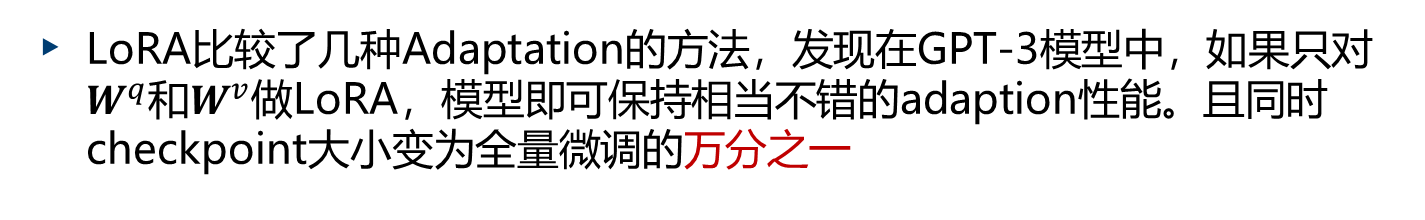 LoRA比较了几种Adaptation的方法，发现在GPT-3模型中，如果只对
𝑾^𝑞和𝑾^𝑣做LoRA，模型即可保持相当不错的adaption性能。且同时
checkpoint大小变为全量微调的万分之一